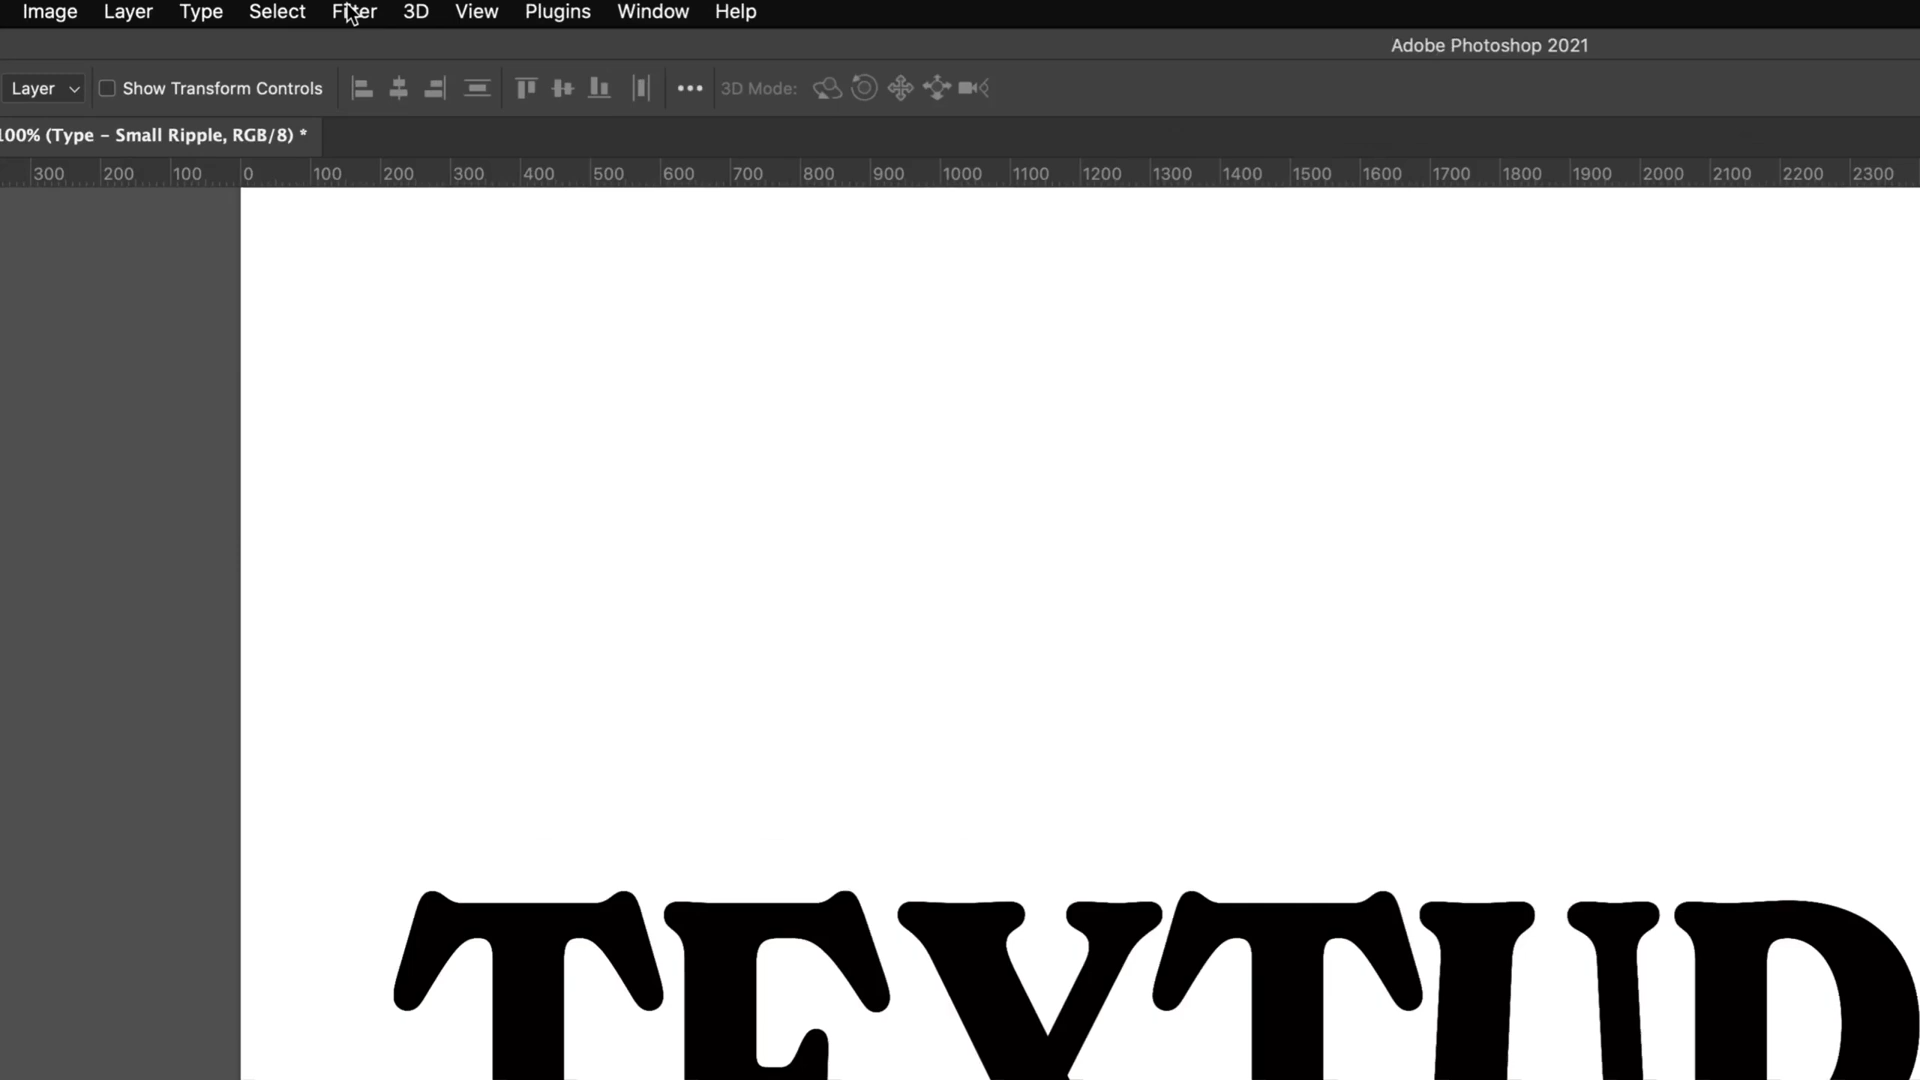 Image Layer Type Select Filter 3D View Plugins Window Help
Adobe Photoshop 2021
Layer Show Transform Controls ••• 3D Mode:
100% (Type – Small Ripple, RGB/8) *
300 200 100 0 100 200 300 400 500 600 700 800 900 1000 1100 1200 1300 1400 1500 1600 1700 1800 1900 2000 2100 2200 2300
TEXTUR